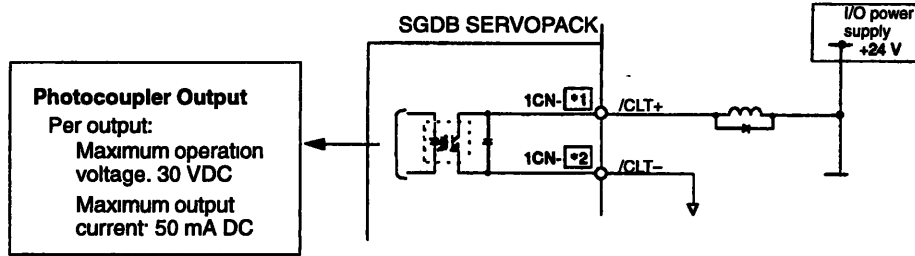 SGDB SERVOPACK
I/O power
supply
+24 V
Photocoupler Output
Per output:
Maximum operation
voltage. 30 VDC
Maximum output
current· 50 mA DC
1CN- *1
/CLT+
1CN- *2
/CLT−